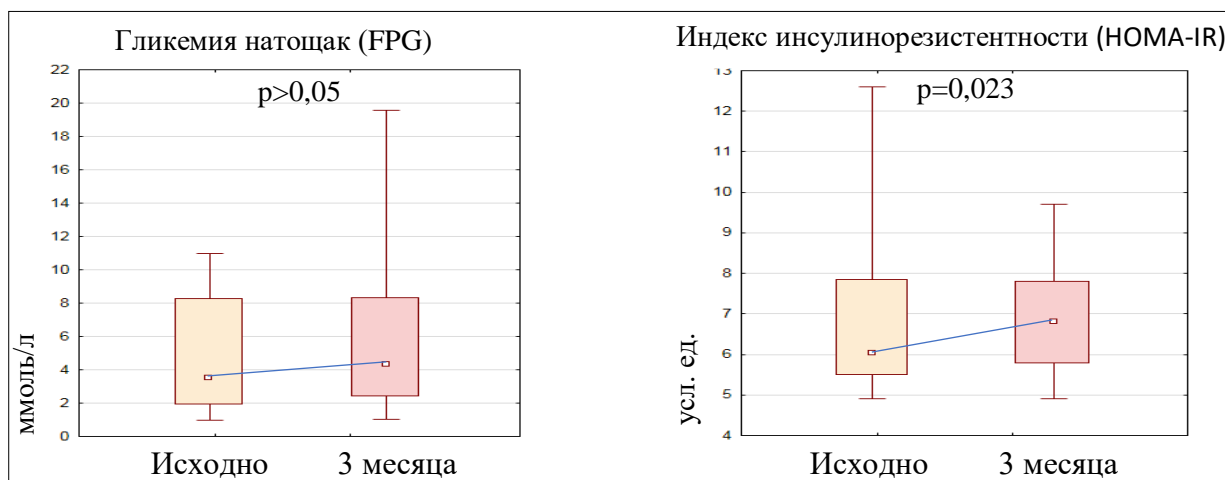 Гликемия натощак (FPG)
22
20
18
16
14
12
10
8
6
4
2
0
ммоль/л
p>0,05
Исходно 3 месяца
Индекс инсулинорезистентности (HOMA-IR)
13
12
11
10
9
8
7
6
5
4
усл. ед.
p=0,023
Исходно 3 месяца